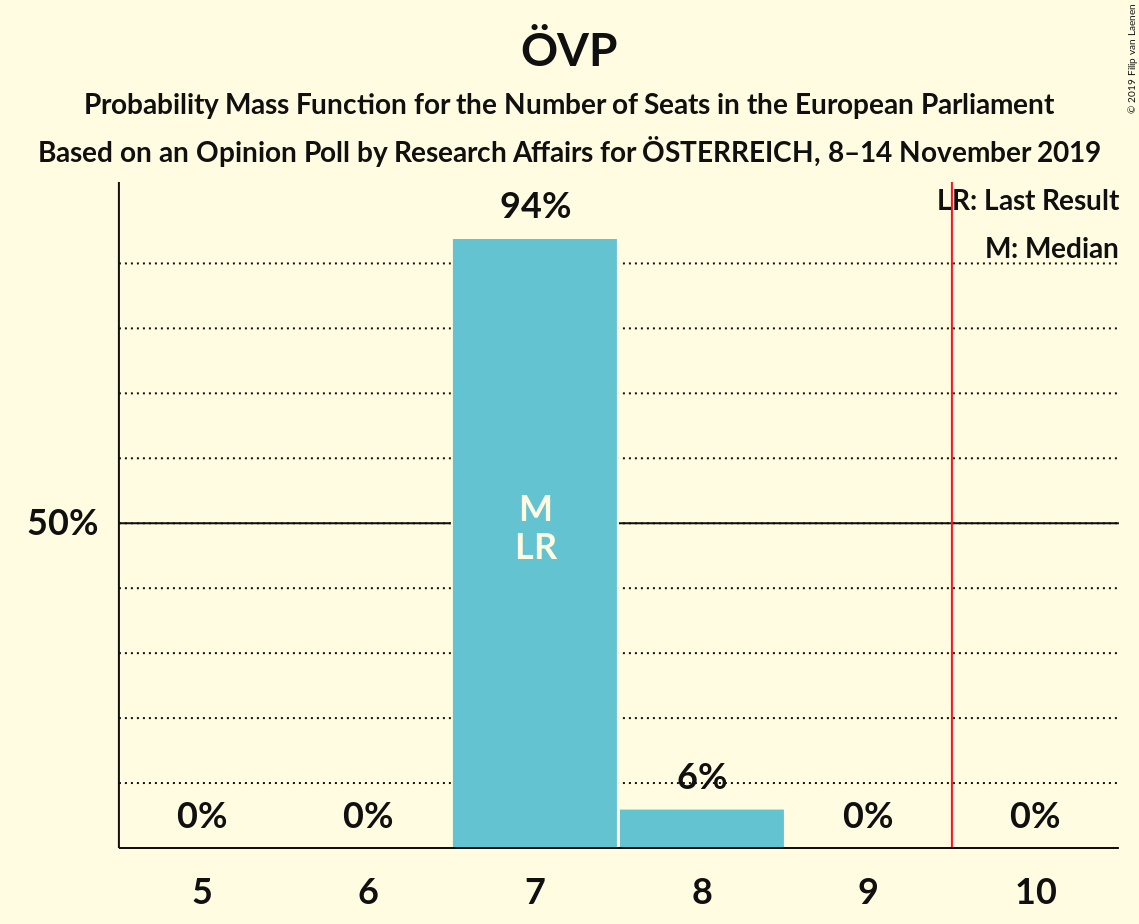 ÖVP
Probability Mass Function for the Number of Seats in the European Parliament
Based on an Opinion Poll by Research Affairs for ÖSTERREICH, 8–14 November 2019
© 2019 Filip van Laenen
LR: Last Result
M: Median
94%
50%
M
LR
6%
0%
0%
0%
0%
5
6
7
8
9
10